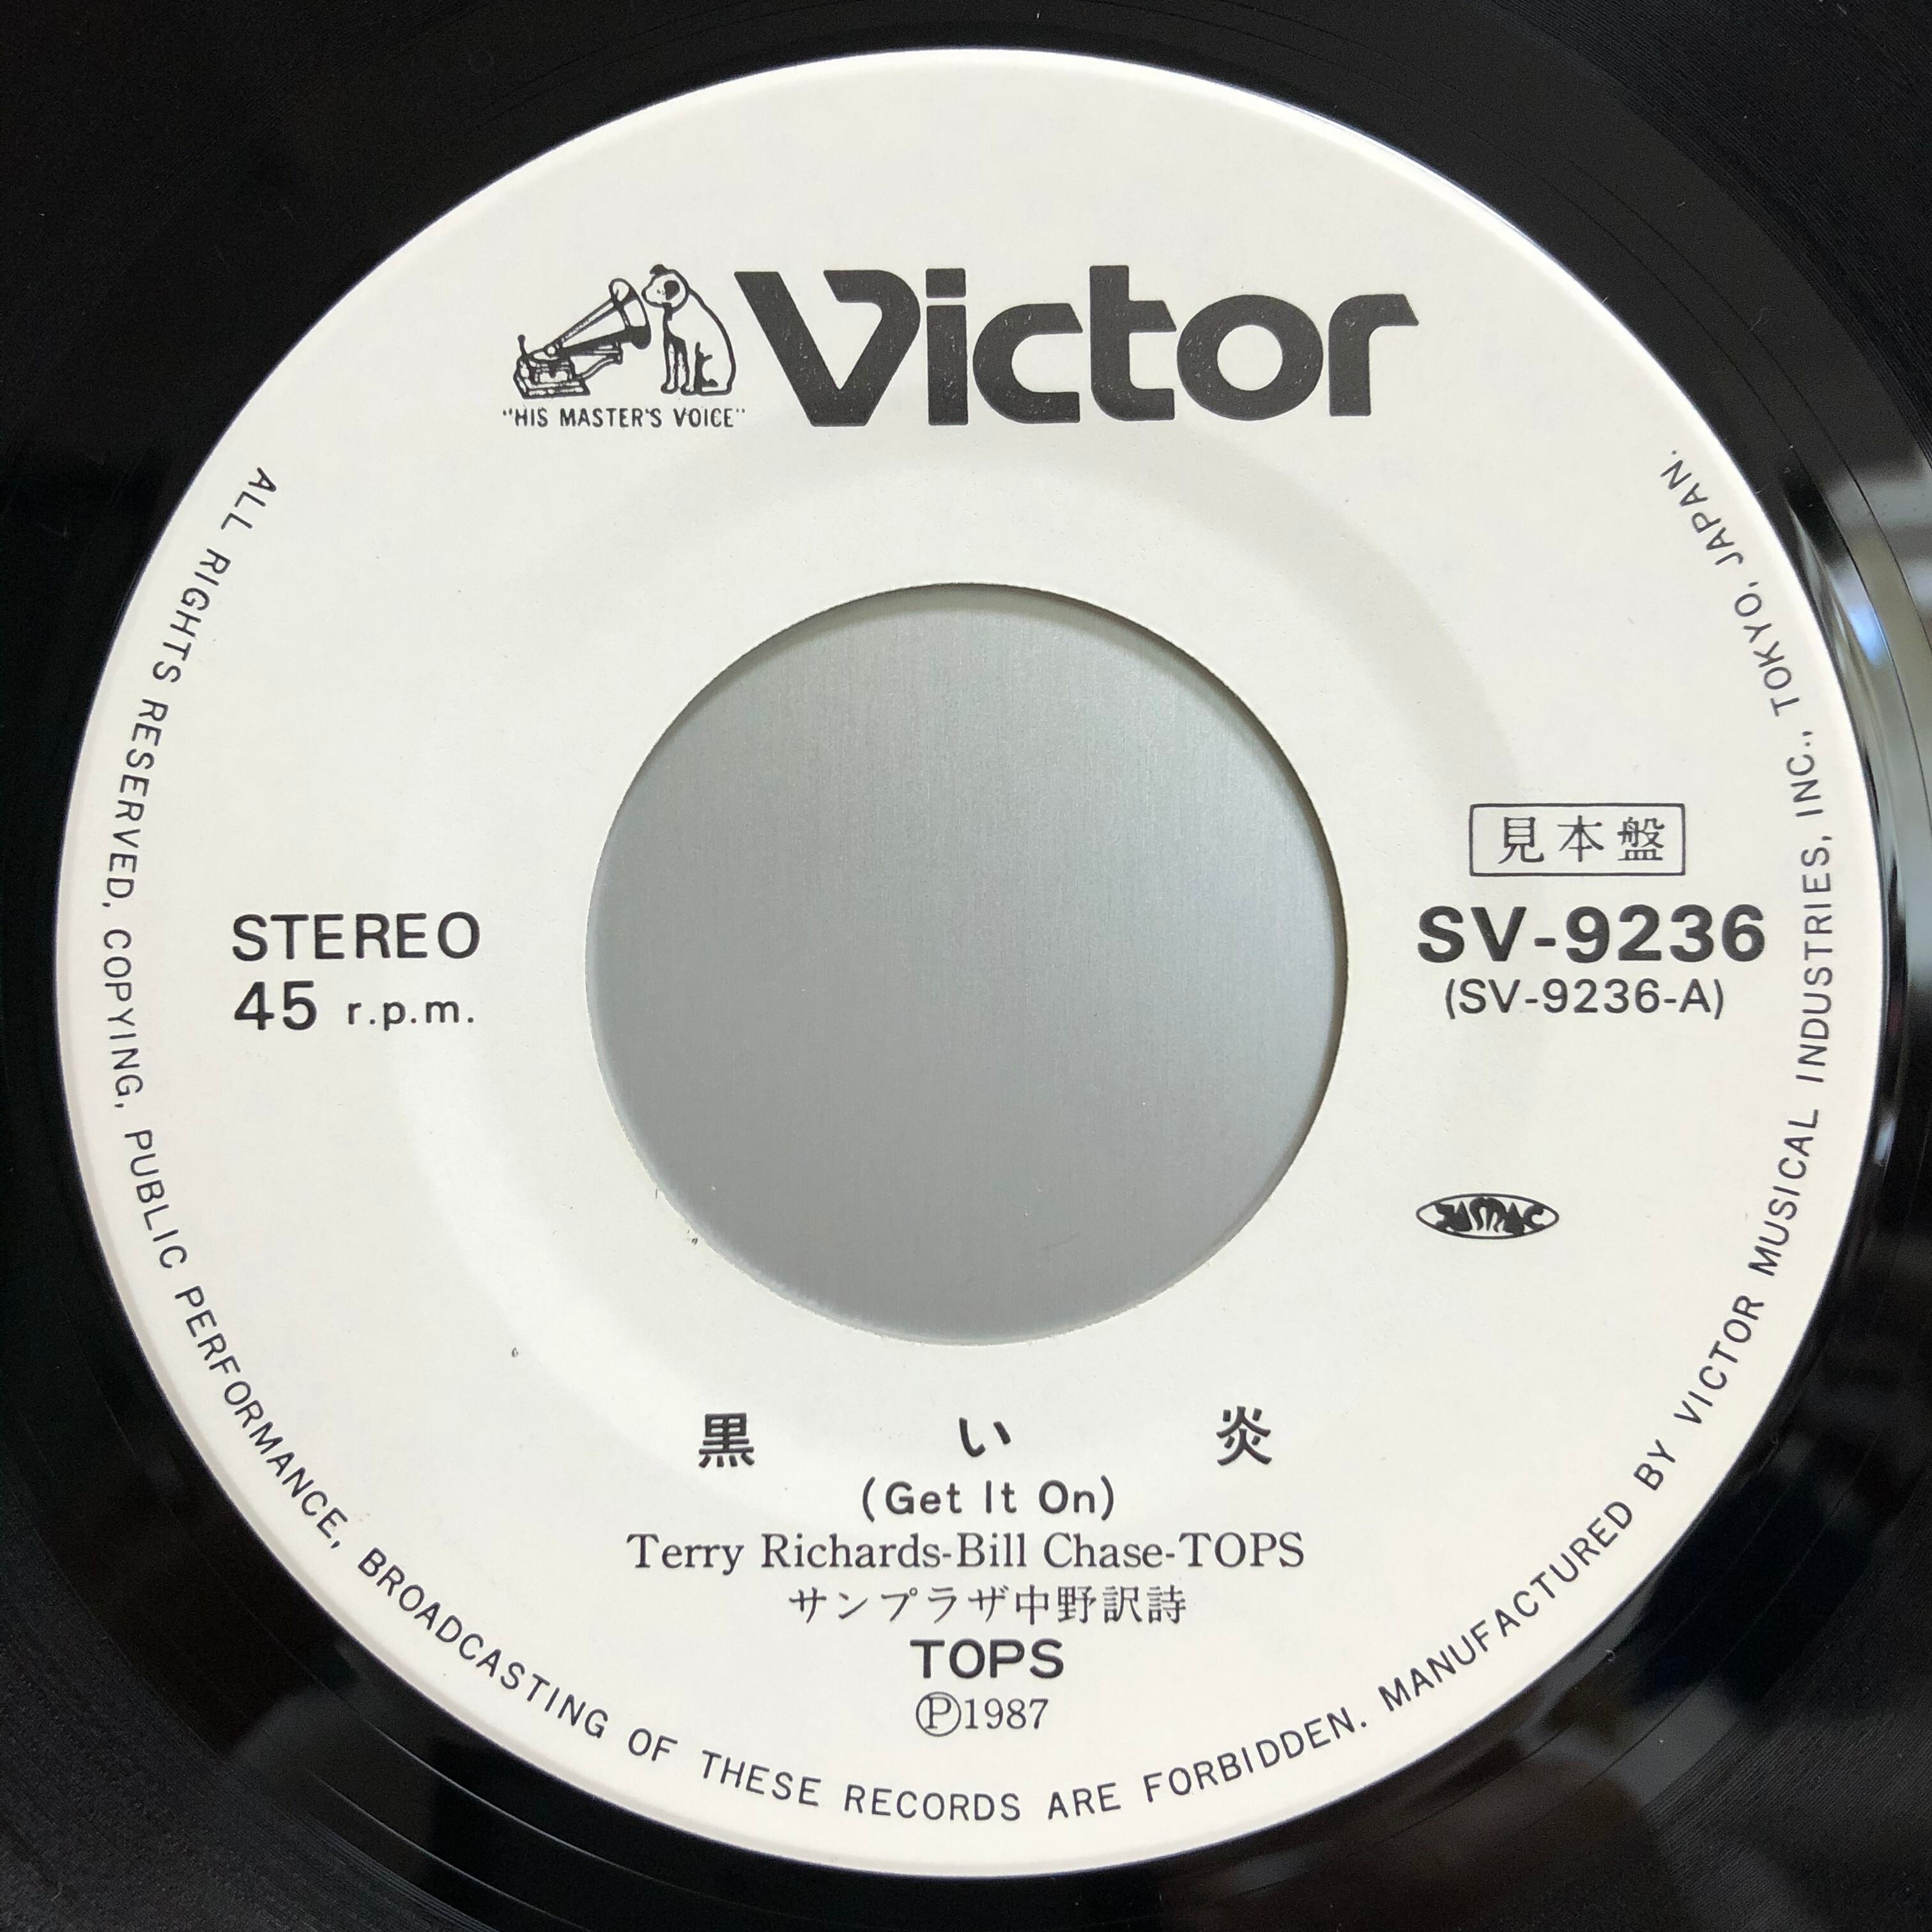 Victor
"HIS MASTER'S VOICE"
STEREO
45 r.p.m.
見本盤
SV-9236
(SV-9236-A)
JASRAC
黒い炎
(Get It On)
Terry Richards-Bill Chase-TOPS
サンプラザ中野訳詩
TOPS
Ⓟ1987
ALL RIGHTS RESERVED, COPYING, PUBLIC PERFORMANCE, BROADCASTING OF THESE RECORDS ARE FORBIDDEN. MANUFACTURED BY VICTOR MUSICAL INDUSTRIES, INC., TOKYO, JAPAN.